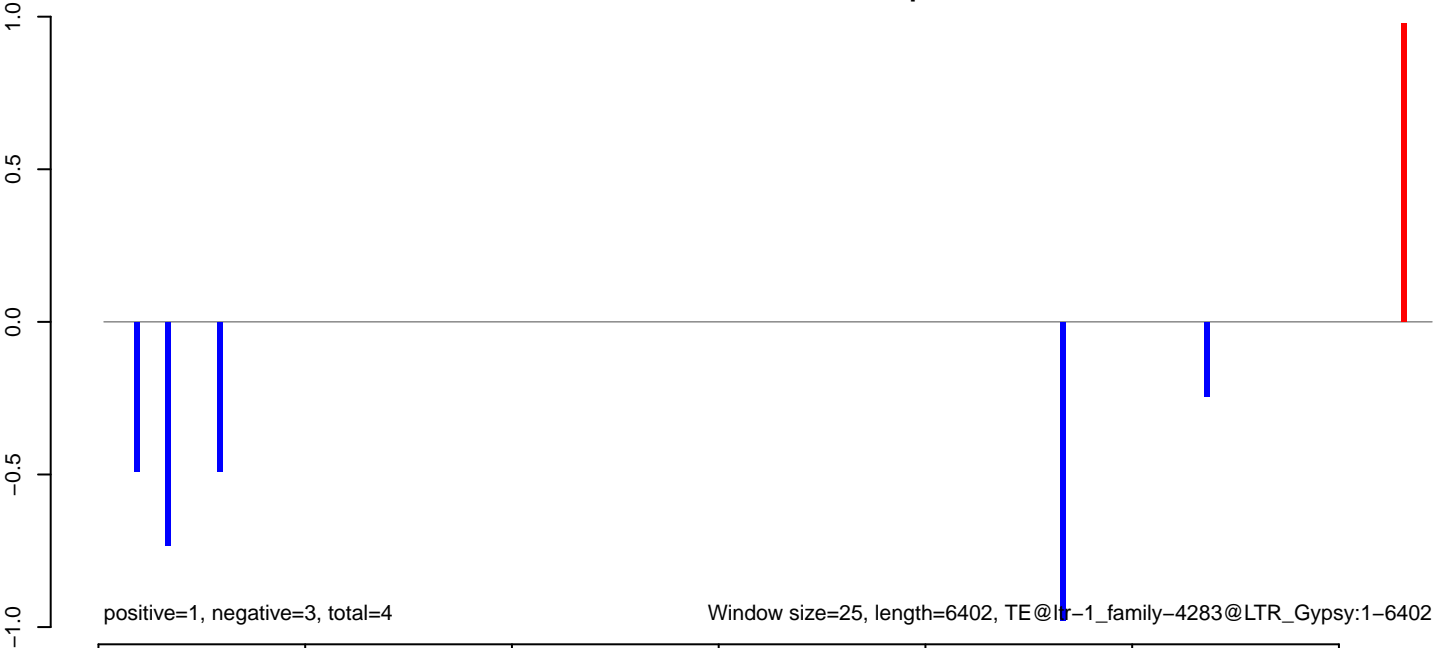 1.0
0.5
0.0
−0.5
−1.0
positive=1, negative=3, total=4
Window size=25, length=6402, TE@ltr−1_family−4283@LTR_Gypsy:1−6402